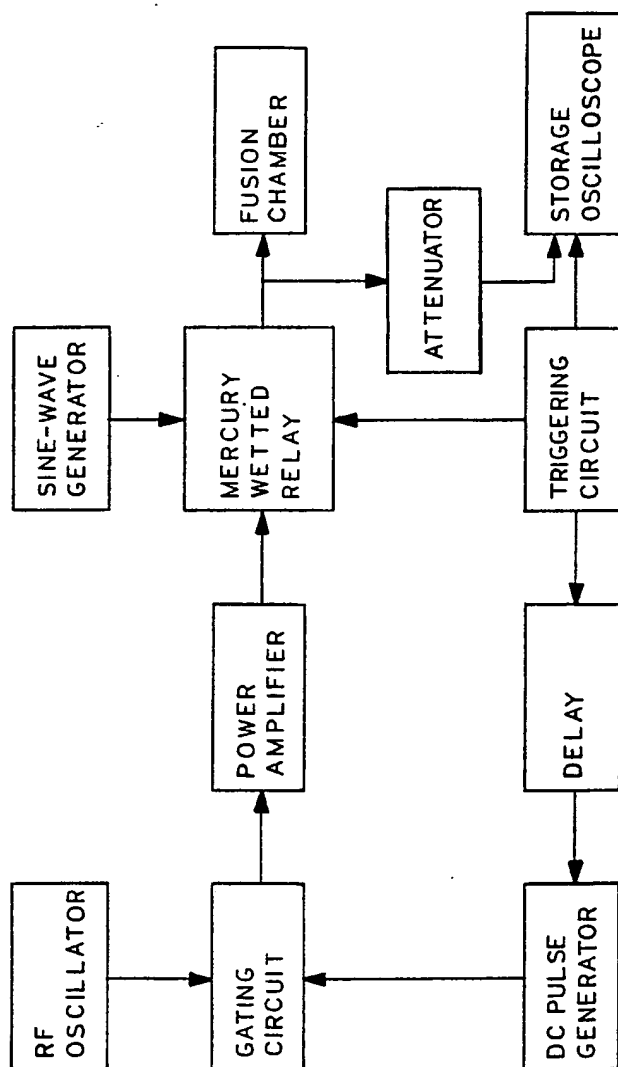 RF
OSCILLATOR
SINE-WAVE
GENERATOR
GATING
CIRCUIT
POWER
AMPLIFIER
MERCURY
WETTED
RELAY
FUSION
CHAMBER
ATTENUATOR
DC PULSE
GENERATOR
DELAY
TRIGGERING
CIRCUIT
STORAGE
OSCILLOSCOPE